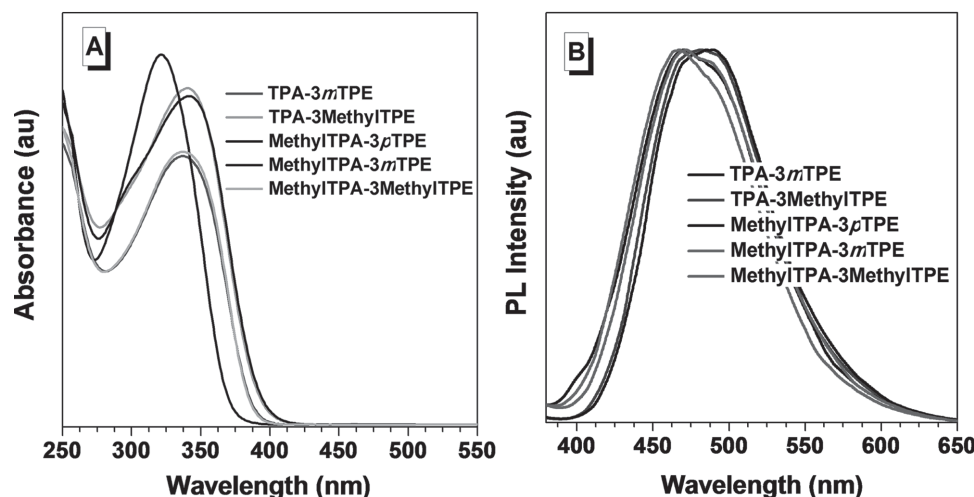 A
TPA-3mTPE
TPA-3MethylTPE
MethylTPA-3pTPE
MethylTPA-3mTPE
MethylTPA-3MethylTPE
Absorbance (au)
250 300 350 400 450 500 550
Wavelength (nm)
B
TPA-3mTPE
TPA-3MethylTPE
MethylTPA-3pTPE
MethylTPA-3mTPE
MethylTPA-3MethylTPE
PL Intensity (au)
400 450 500 550 600 650
Wavelength (nm)